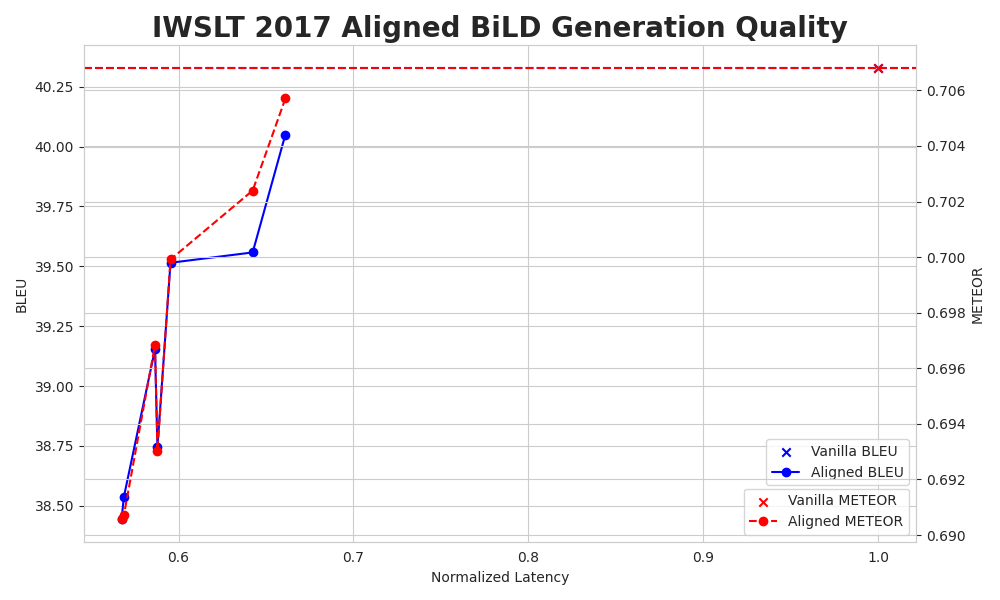 IWSLT 2017 Aligned BiLD Generation Quality
40.25
40.00
39.75
39.50
39.25
39.00
38.75
38.50
BLEU
0.706
0.704
0.702
0.700
0.698
0.696
0.694
0.692
0.690
METEOR
Vanilla BLEU
Aligned BLEU
Vanilla METEOR
Aligned METEOR
0.6 0.7 0.8 0.9 1.0
Normalized Latency